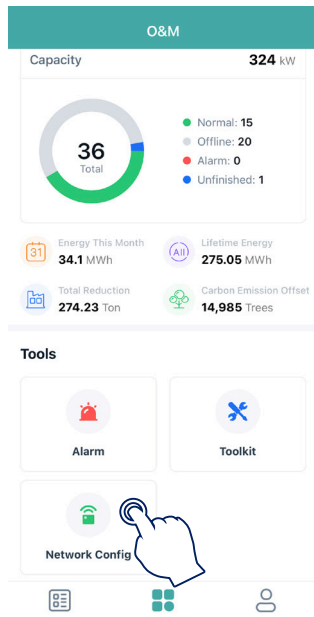 O&M
Capacity 324 kW
36
Total
Normal: 15
Offline: 20
Alarm: 0
Unfinished: 1
31
Energy This Month
34.1 MWh
All
Lifetime Energy
275.05 MWh
Total Reduction
274.23 Ton
Carbon Emission Offset
14,985 Trees
Tools
Alarm
Toolkit
Network Config